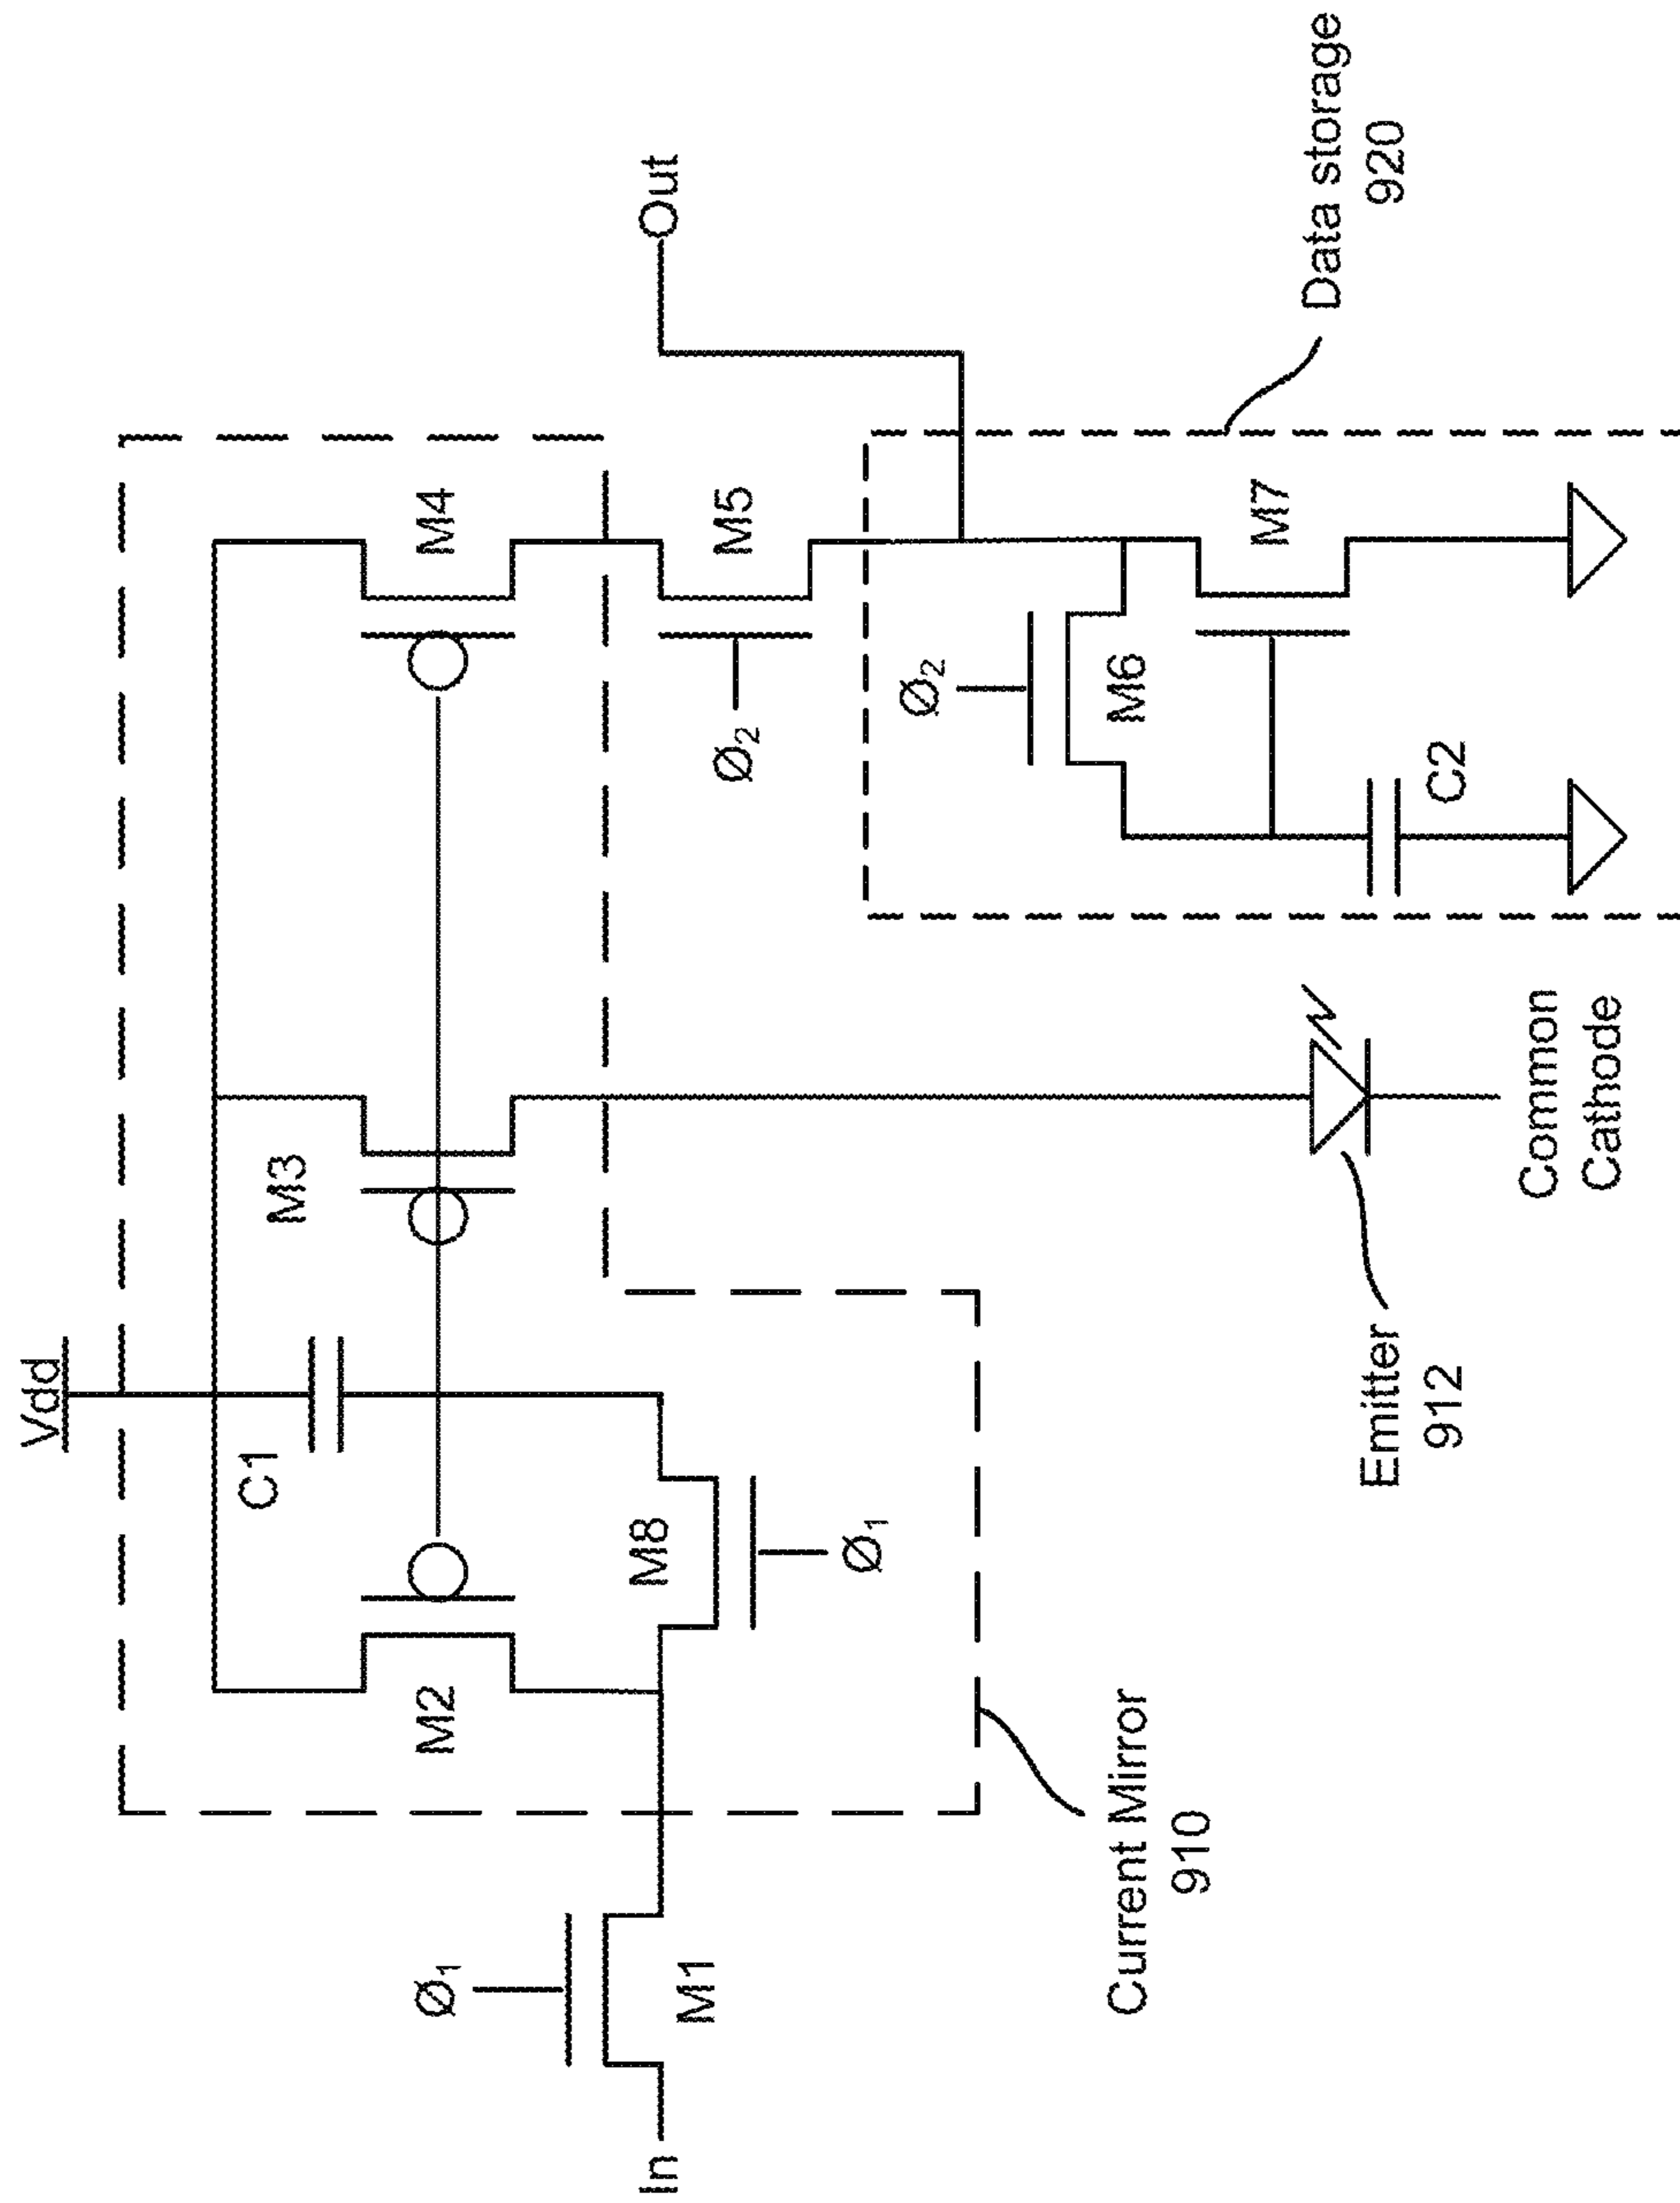 Vdd
C1
M3
M4
M2
M8
Ø₁
Ø₁
M1
In
M5
Ø₂
Out
Ø₂
M6
M7
C2
Current Mirror
910
Emitter
912
Common
Cathode
Data storage
920